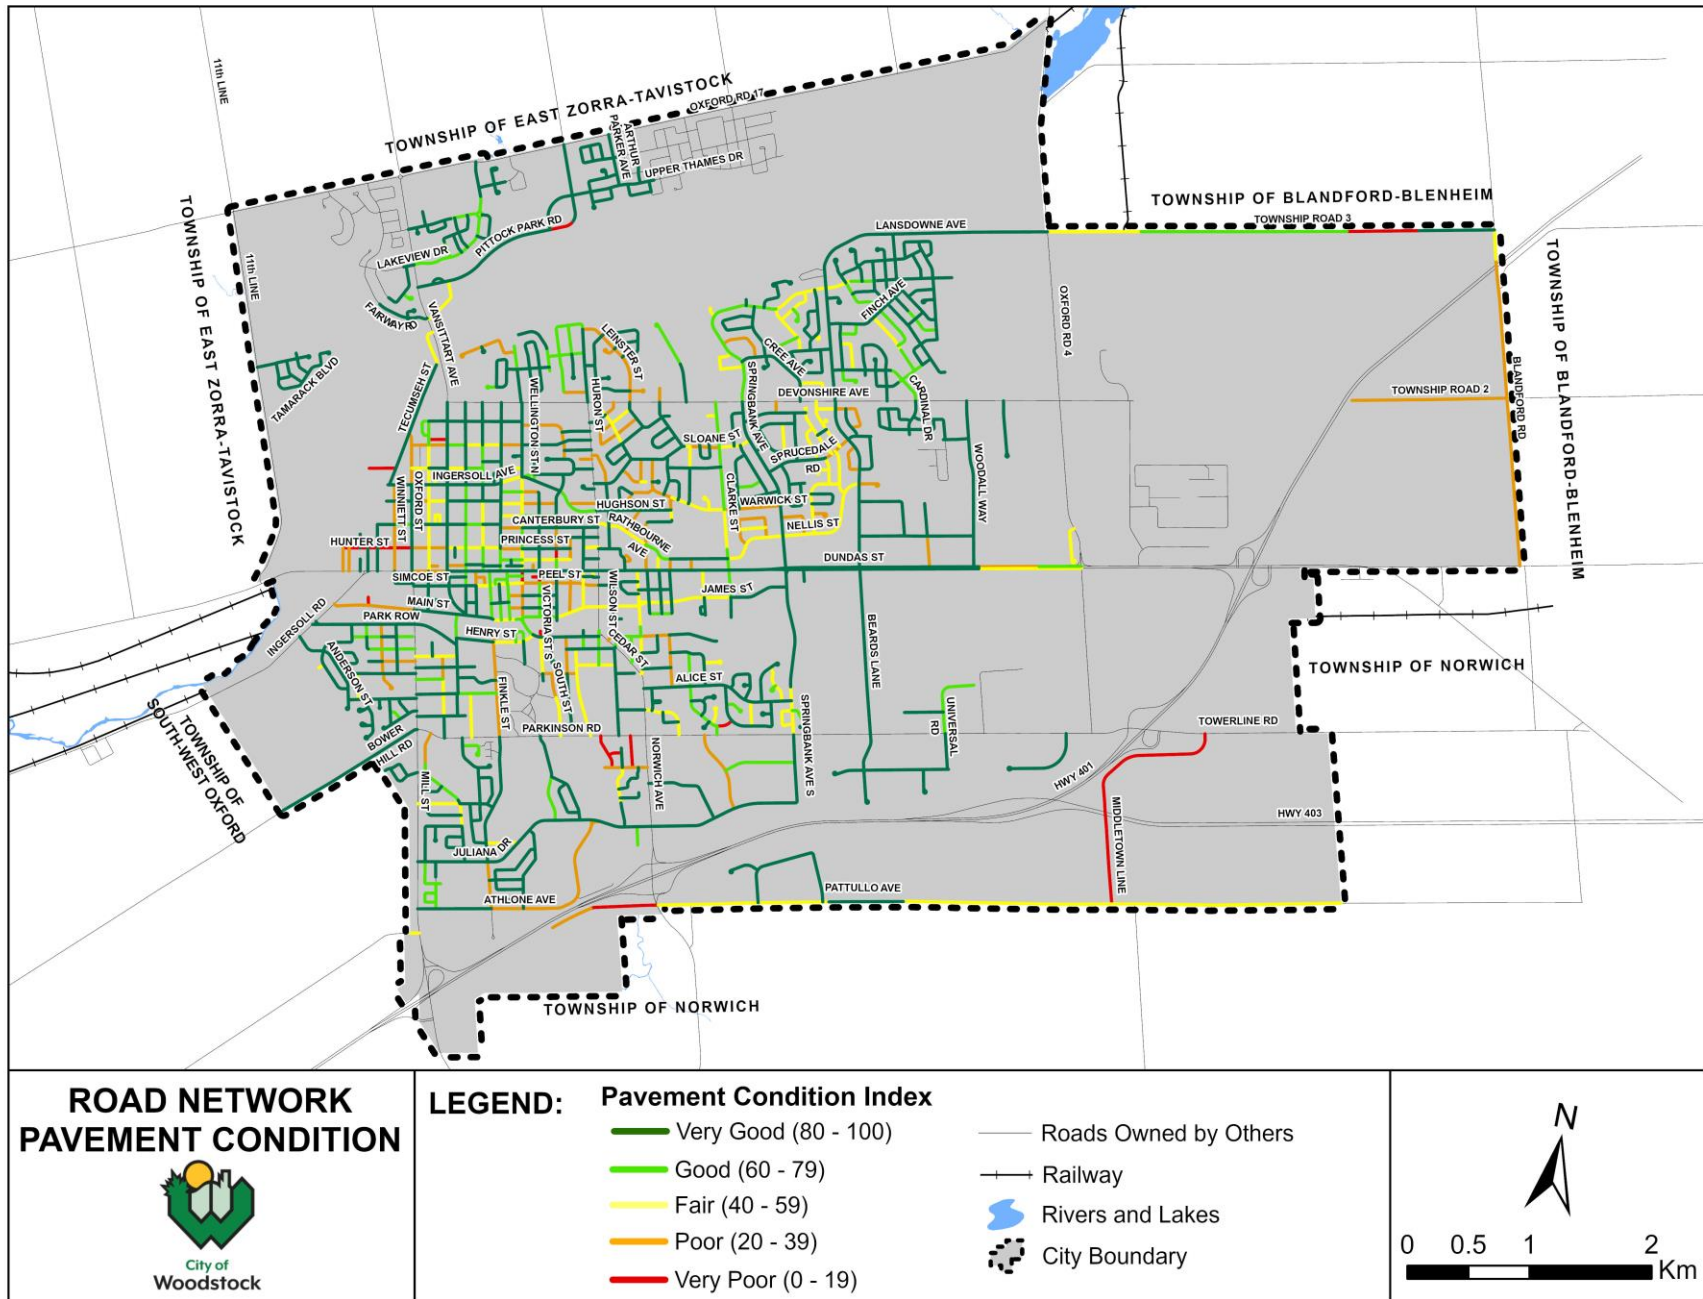 11th LINE
TOWNSHIP OF EAST ZORRA-TAVISTOCK
OXFORD RD 17
ARTHUR
PARKER AVE
UPPER THAMES DR
TOWNSHIP OF EAST ZORRA-TAVISTOCK
11th LINE
LAKEVIEW DR
PITTOCK PARK RD
FAIRWAY RD
VANSITTART AVE
TAMARACK BLVD
TECUMSEH ST
LANSDOWNE AVE
TOWNSHIP OF BLANDFORD-BLENHEIM
TOWNSHIP ROAD 3
TOWNSHIP OF BLANDFORD-BLENHEIM
OXFORD RD 4
FINCH AVE
CREE AVE
LEINSTER ST
WELLINGTON ST N
HURON ST
SPRINGBANK AVE
DEVONSHIRE AVE
CARDINAL DR
TOWNSHIP ROAD 2
BLANDFORD RD
SLOANE ST
SPRUCEDALE
RD
WOODALL WAY
INGERSOLL AVE
WINNIETT ST
OXFORD ST
HUGHSON ST
CLARKE ST
WARWICK ST
NELLIS ST
CANTERBURY ST
RATHBOURNE
AVE
HUNTER ST
PRINCESS ST
DUNDAS ST
SIMCOE ST
PEEL ST
JAMES ST
MAIN ST
VICTORIA ST S
WILSON ST
INGERSOLL RD
PARK ROW
HENRY ST
CEDAR ST
BEARDS LANE
ANDERSON ST
FINKLE ST
SOUTH ST
ALICE ST
TOWNSHIP OF NORWICH
SPRINGBANK AVE S
UNIVERSAL
RD
TOWNSHIP OF
SOUTH-WEST OXFORD
BOWER
HILL RD
PARKINSON RD
TOWERLINE RD
MILL ST
NORWICH AVE
HWY 401
MIDDLETOWN LINE
HWY 403
JULIANA DR
ATHLONE AVE
PATTULLO AVE
TOWNSHIP OF NORWICH
ROAD NETWORK
PAVEMENT CONDITION
City of
Woodstock
LEGEND:
Pavement Condition Index
Very Good (80 - 100)
Good (60 - 79)
Fair (40 - 59)
Poor (20 - 39)
Very Poor (0 - 19)
Roads Owned by Others
Railway
Rivers and Lakes
City Boundary
N
0 0.5 1 2
Km